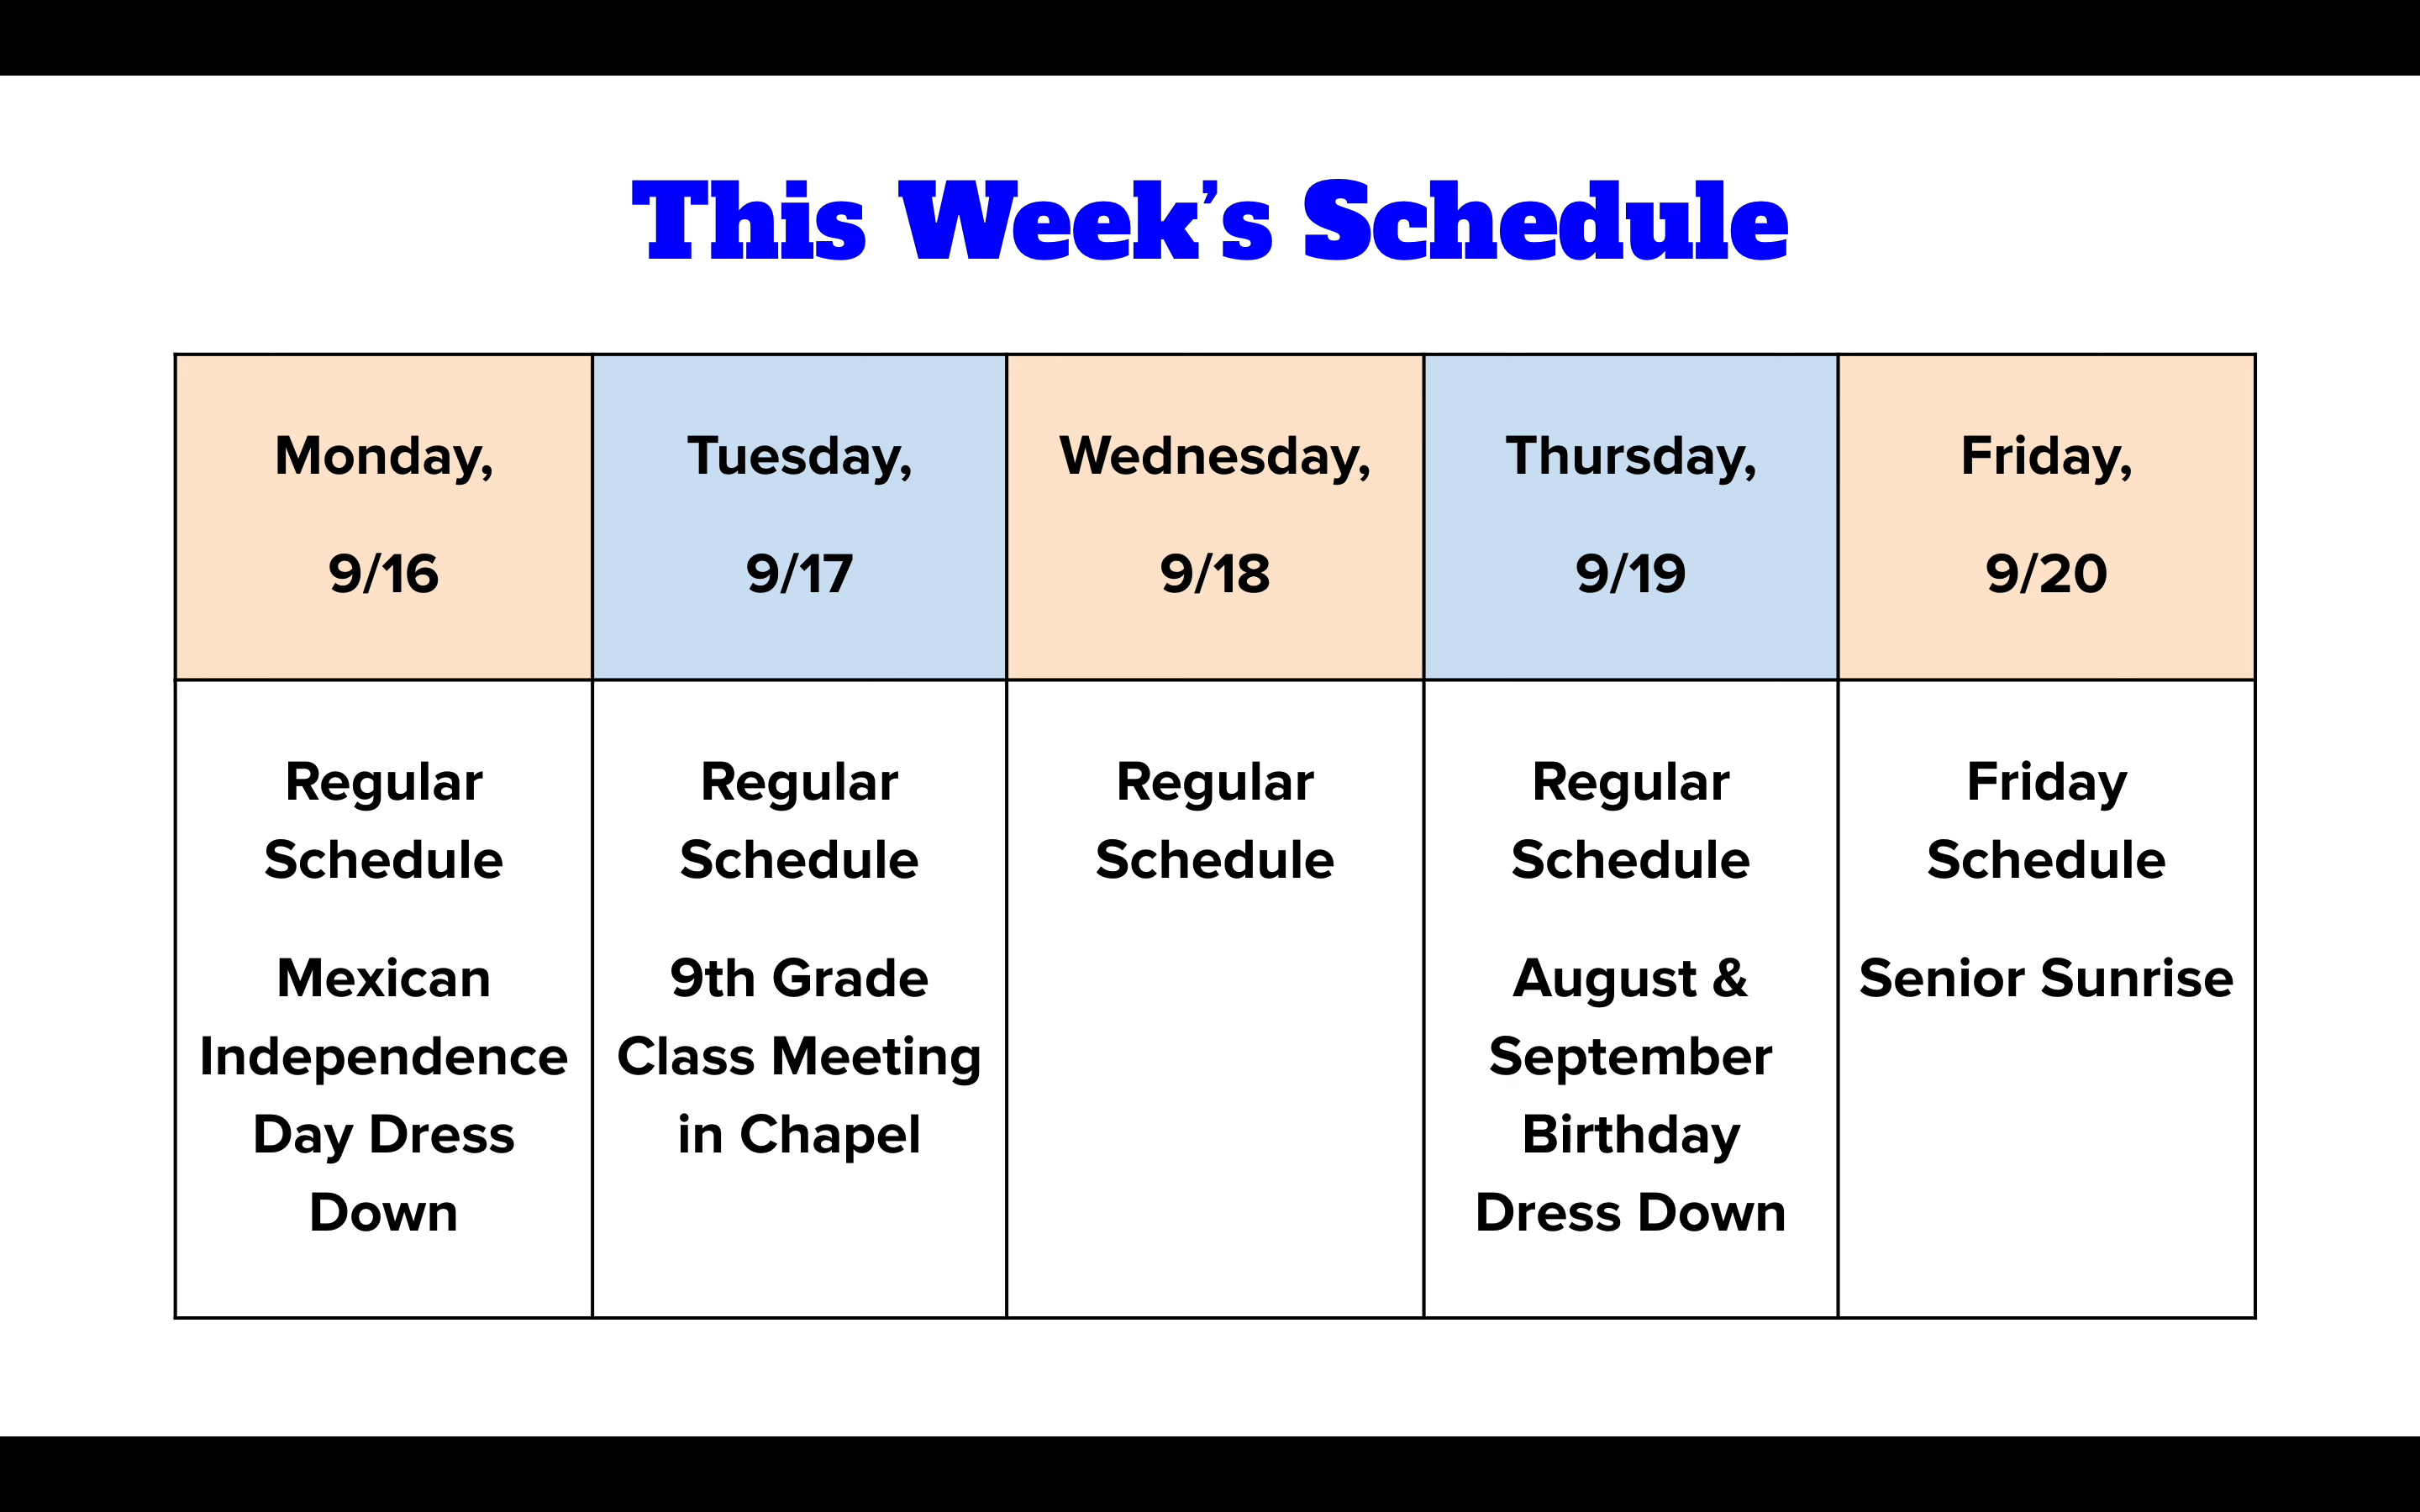 This Week’s Schedule
Monday,
9/16
Tuesday,
9/17
Wednesday,
9/18
Thursday,
9/19
Friday,
9/20
Regular
Schedule
Mexican
Independence
Day Dress
Down
Regular
Schedule
9th Grade
Class Meeting
in Chapel
Regular
Schedule
Regular
Schedule
August &
September
Birthday
Dress Down
Friday
Schedule
Senior Sunrise